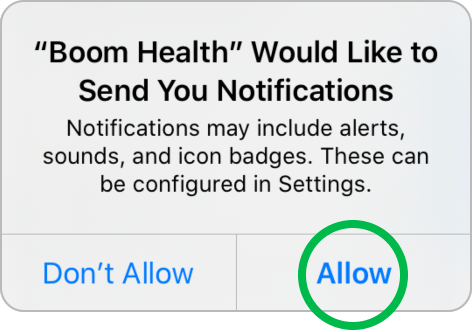 “Boom Health” Would Like to
Send You Notifications
Notifications may include alerts,
sounds, and icon badges. These can
be configured in Settings.
Don’t Allow
Allow